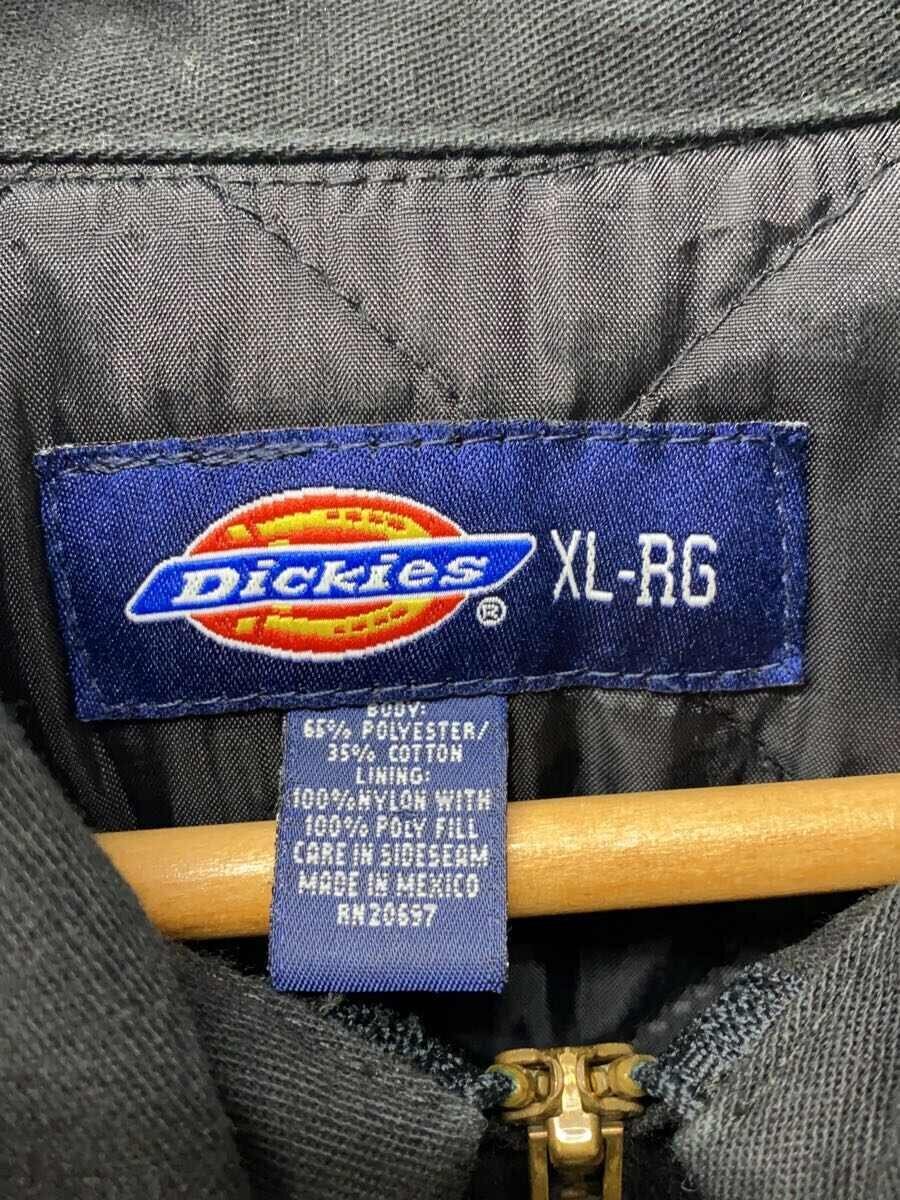 Dickies® XL-RG
BODY:
65% POLYESTER/
35% COTTON
LINING:
100% NYLON WITH
100% POLY FILL
CARE IN SIDESEAM
MADE IN MEXICO
RN20697